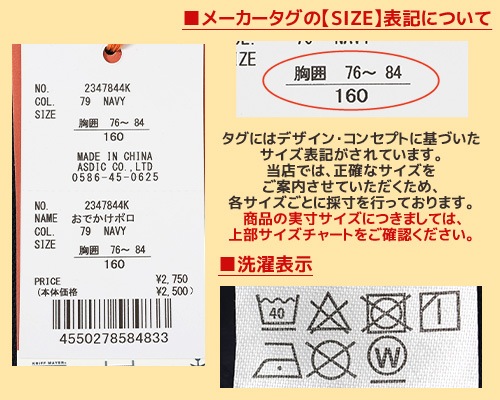 ■メーカータグの【SIZE】表記について
NO. 2347844K
COL. 79 NAVY
SIZE
胸囲 76～ 84
160
MADE IN CHINA
ASDIC CO.,LTD
0586-45-0625
NO. 2347844K
NAME おでかけポロ
COL. 79 NAVY
SIZE
胸囲 76～ 84
160
PRICE ¥2,750
(本体価格 ¥2,500)
4550278584833
79 NAVY
ZE
胸囲 76～ 84
160
タグにはデザイン・コンセプトに基づいた
サイズ表記がされています。
当店では、正確なサイズを
ご案内させていただくため、
各サイズごとに採寸を行っております。
商品の実寸サイズにつきましては、
上部サイズチャートをご確認ください。
■洗濯表示
40
W